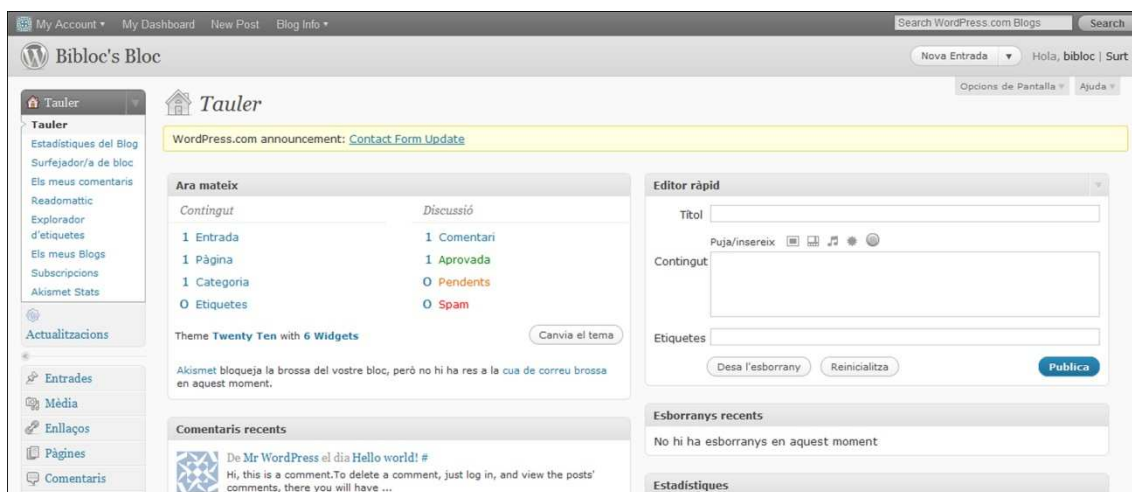 My Account ▾ My Dashboard New Post Blog Info ▾
Search WordPress.com Blogs Search
Bibloc's Bloc
Nova Entrada ▼ Hola, bibloc | Surt
Opcions de Pantalla Ajuda
Tauler
Tauler
Estadístiques del Blog
Surfejador/a de bloc
Els meus comentaris
Readomattic
Explorador
d'etiquetes
Els meus Blogs
Subscripcions
Akismet Stats
Actualitzacions
Entrades
Mèdia
Enllaços
Pàgines
Comentaris
Tauler
WordPress.com announcement: Contact Form Update
Ara mateix
Contingut Discussió
1 Entrada 1 Comentari
1 Pàgina 1 Aprovada
1 Categoria 0 Pendents
0 Etiquetes 0 Spam
Theme Twenty Ten with 6 Widgets Canvia el tema
Akismet bloqueja la brossa del vostre bloc, però no hi ha res a la cua de correu brossa
en aquest moment.
Comentaris recents
De Mr WordPress el dia Hello world! #
Hi, this is a comment.To delete a comment, just log in, and view the posts'
comments, there you will have ...
Editor ràpid
Títol
Puja/insereix
Contingut
Etiquetes
Desa l'esborrany Reinicialitza Publica
Esborranys recents
No hi ha esborranys en aquest moment
Estadístiques